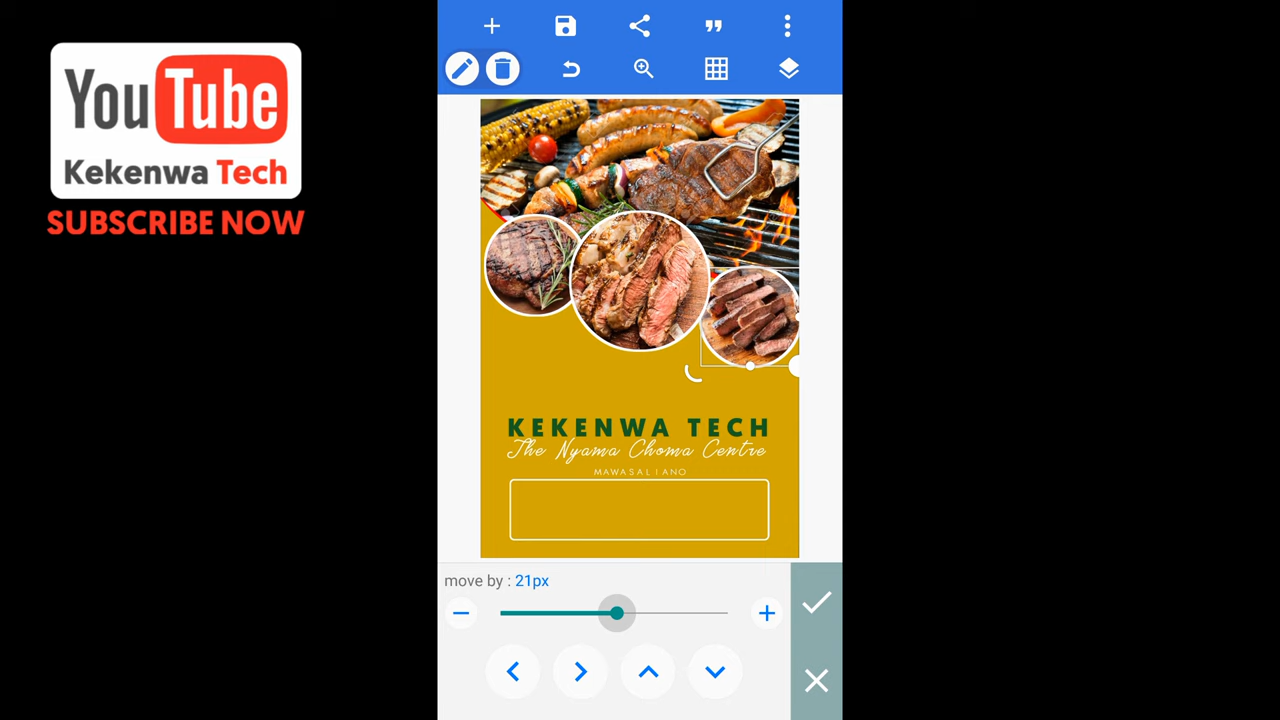 YouTube
Kekenwa Tech
SUBSCRIBE NOW
KEKENWA TECH
The Nyama Choma Centre
MAWASALIANO
move by : 21px